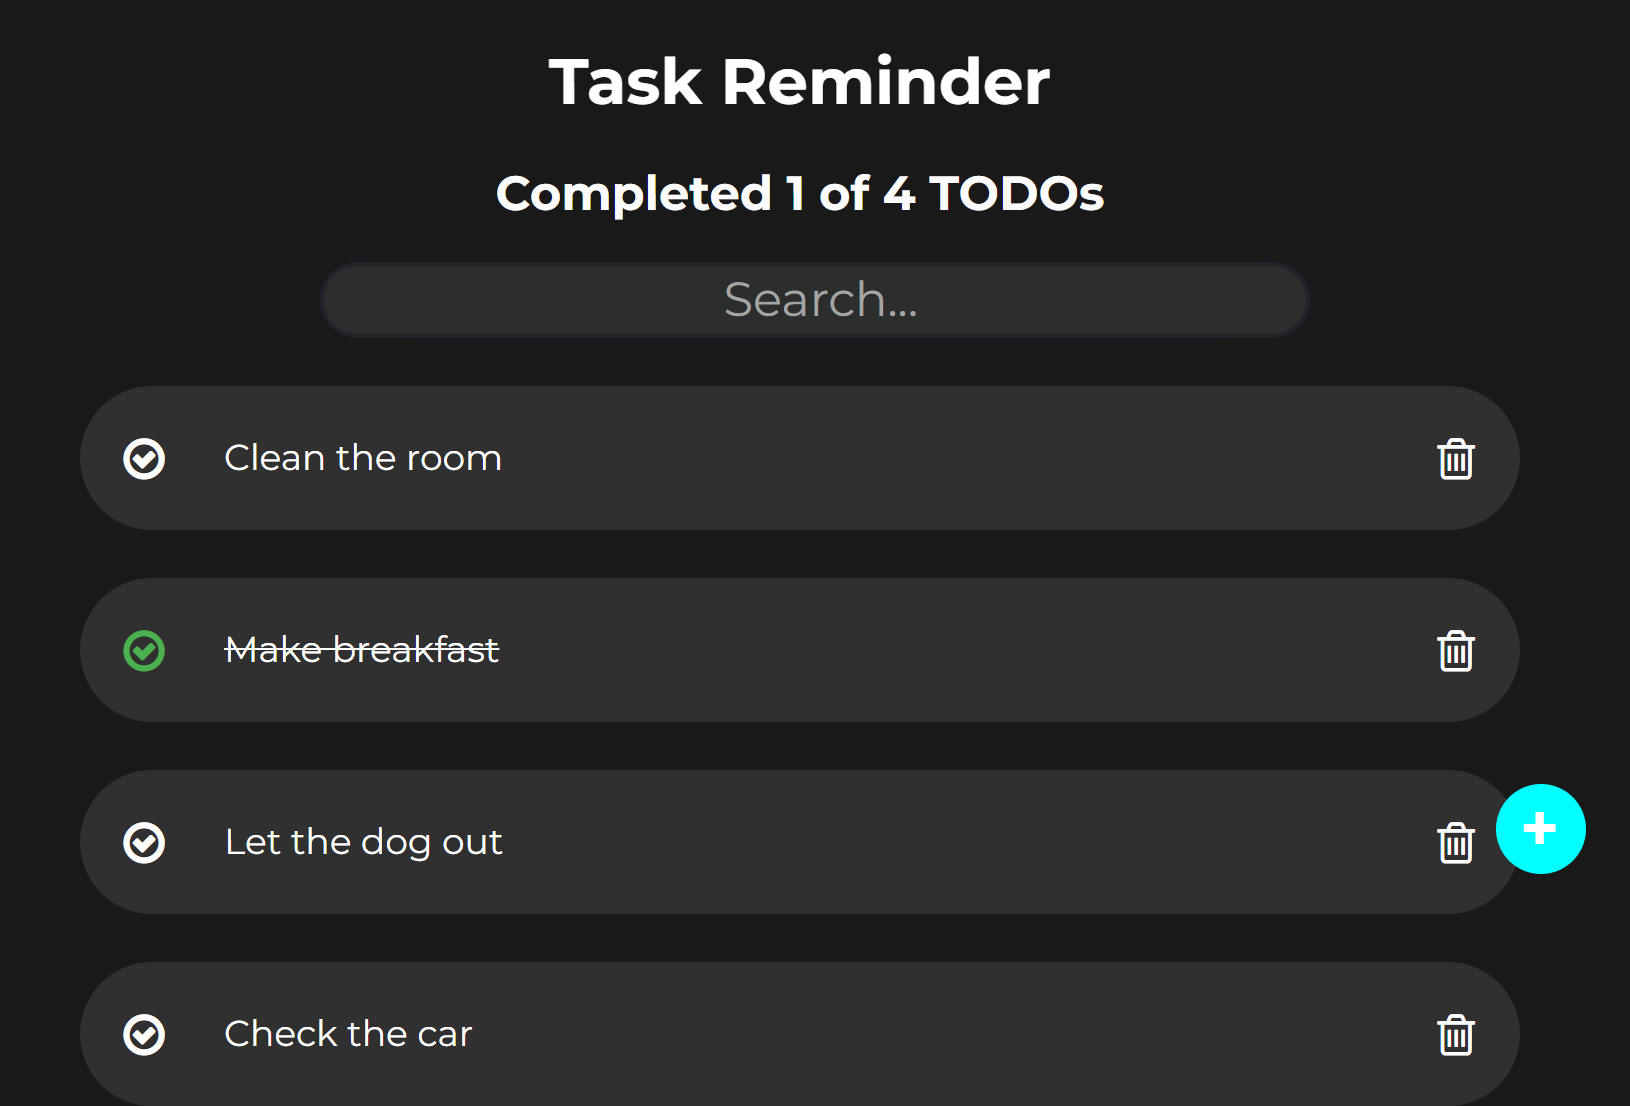 Task Reminder
Completed 1 of 4 TODOs
Search...
Clean the room
Make breakfast
Let the dog out
+
Check the car